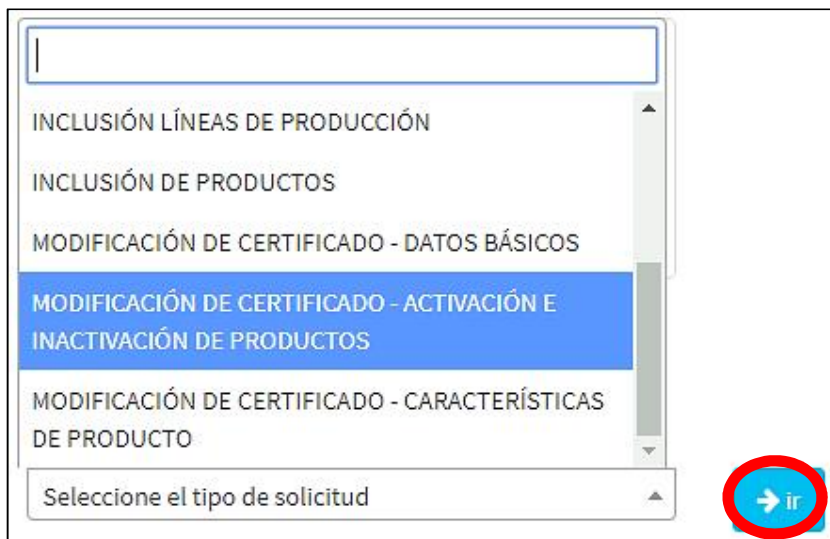 INCLUSIÓN LÍNEAS DE PRODUCCIÓN
INCLUSIÓN DE PRODUCTOS
MODIFICACIÓN DE CERTIFICADO - DATOS BÁSICOS
MODIFICACIÓN DE CERTIFICADO - ACTIVACIÓN E
INACTIVACIÓN DE PRODUCTOS
MODIFICACIÓN DE CERTIFICADO - CARACTERÍSTICAS
DE PRODUCTO
Seleccione el tipo de solicitud
ir